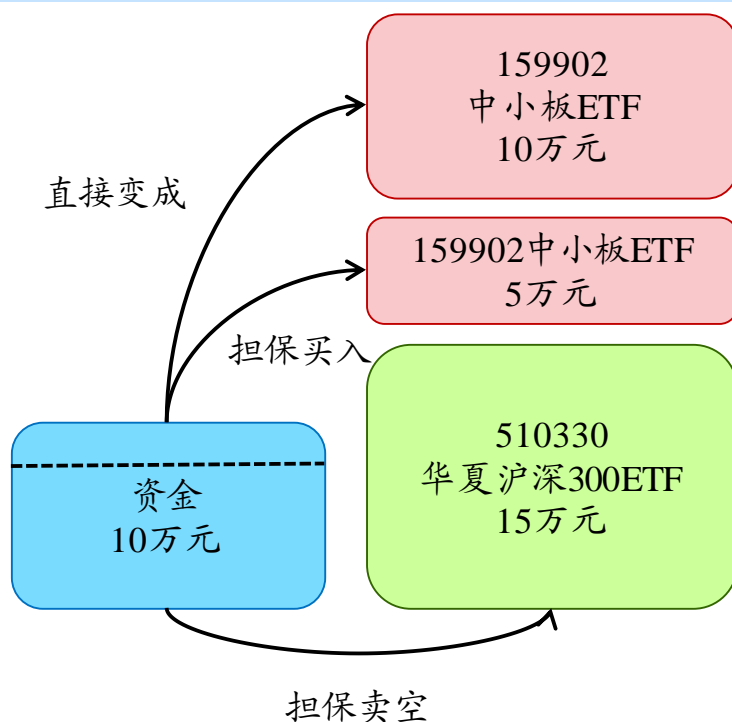 159902
中小板ETF
10万元
直接变成
159902中小板ETF
5万元
担保买入
510330
华夏沪深300ETF
15万元
资金
10万元
担保卖空